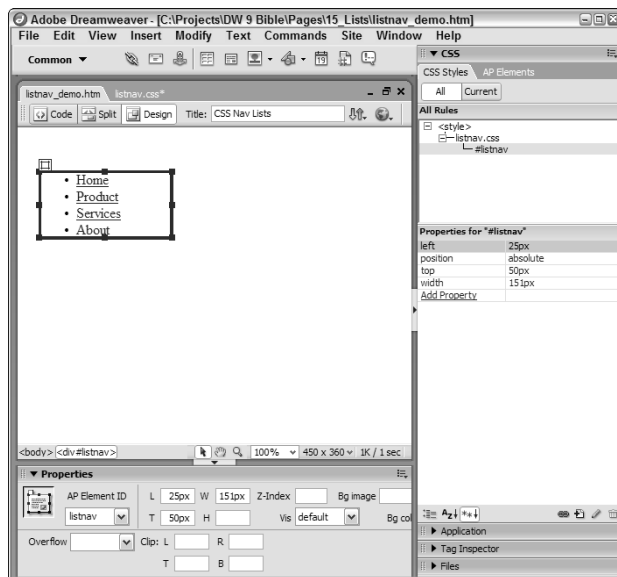 Adobe Dreamweaver - [C:\Projects\DW 9 Bible\Pages\15_Lists\listnav_demo.htm]
File Edit View Insert Modify Text Commands Site Window Help
Common
CSS
CSS Styles AP Elements
All Current
All Rules
<style>
listnav.css
#listnav
listnav_demo.htm listnav.css*
Code Split Design Title: CSS Nav Lists
• Home
• Product
• Services
• About
Properties for "#listnav"
left 25px
position absolute
top 50px
width 151px
Add Property
<body> <div#listnav> 100% 450 x 360 1K / 1 sec
Properties
AP Element ID L 25px W 151px Z-Index Bg image
listnav T 50px H Vis default Bg col
Overflow Clip: L R
T B
Az **
Application
Tag Inspector
Files